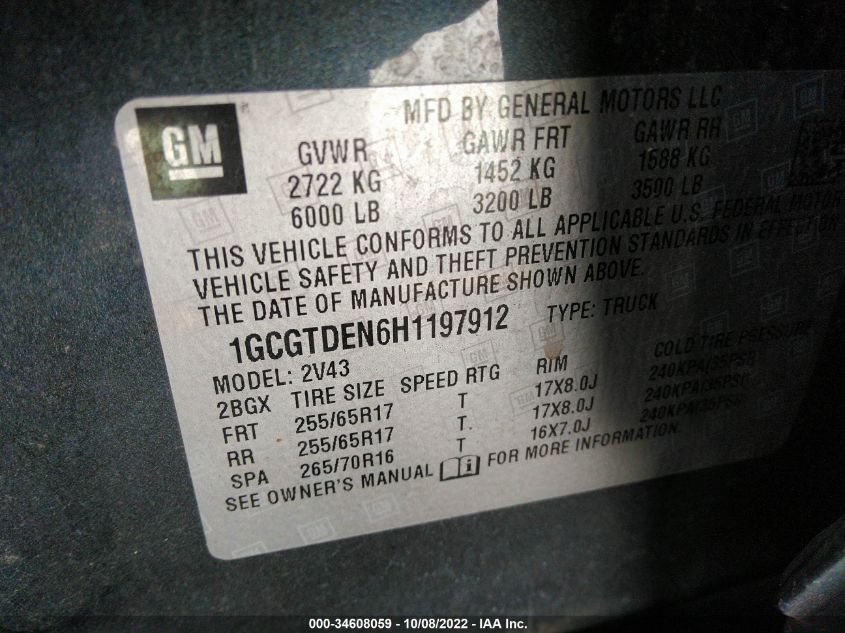 GM
MFD BY GENERAL MOTORS LLC
GVWR GAWR FRT GAWR RR
2722 KG 1452 KG 1588 KG
6000 LB 3200 LB 3500 LB
THIS VEHICLE CONFORMS TO ALL APPLICABLE U.S. FEDERAL MOTOR
VEHICLE SAFETY AND THEFT PREVENTION STANDARDS IN EFFECT ON
THE DATE OF MANUFACTURE SHOWN ABOVE.
1GCGTDEN6H1197912 TYPE: TRUCK
MODEL: 2V43
2BGX TIRE SIZE SPEED RTG RIM COLD TIRE PRESSURE
FRT 255/65R17 T 17X8.0J 240KPA(35PSI)
RR 255/65R17 T 17X8.0J 240KPA(35PSI)
SPA 265/70R16 T 16X7.0J 240KPA(35PSI)
SEE OWNER'S MANUAL FOR MORE INFORMATION
000-34608059 - 10/08/2022 - IAA Inc.